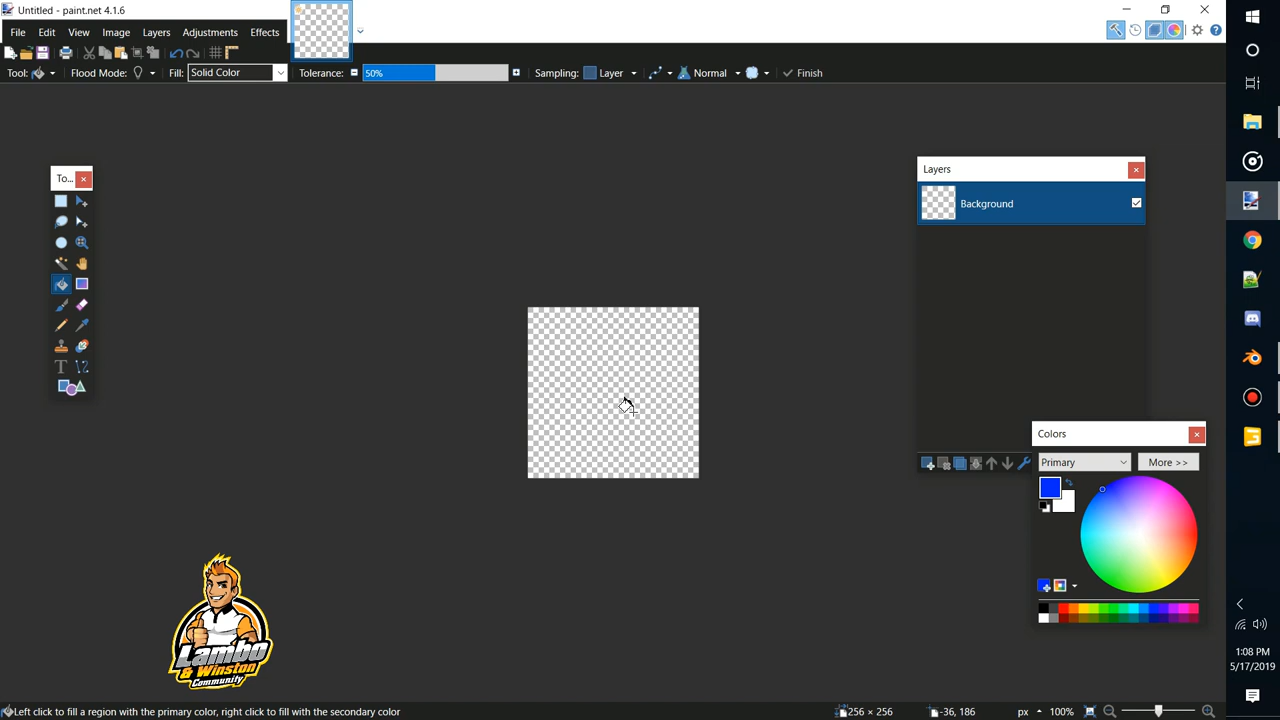 Untitled - paint.net 4.1.6
File Edit View Image Layers Adjustments Effects
Tool: Flood Mode: Fill: Solid Color Tolerance: 50% Sampling: Layer Normal Finish
To...
Layers
Background
Colors
Primary More >>
Lambo
& Winston
Community
1:08 PM
5/17/2019
Left click to fill a region with the primary color, right click to fill with the secondary color 256 × 256 -36, 186 px 100%